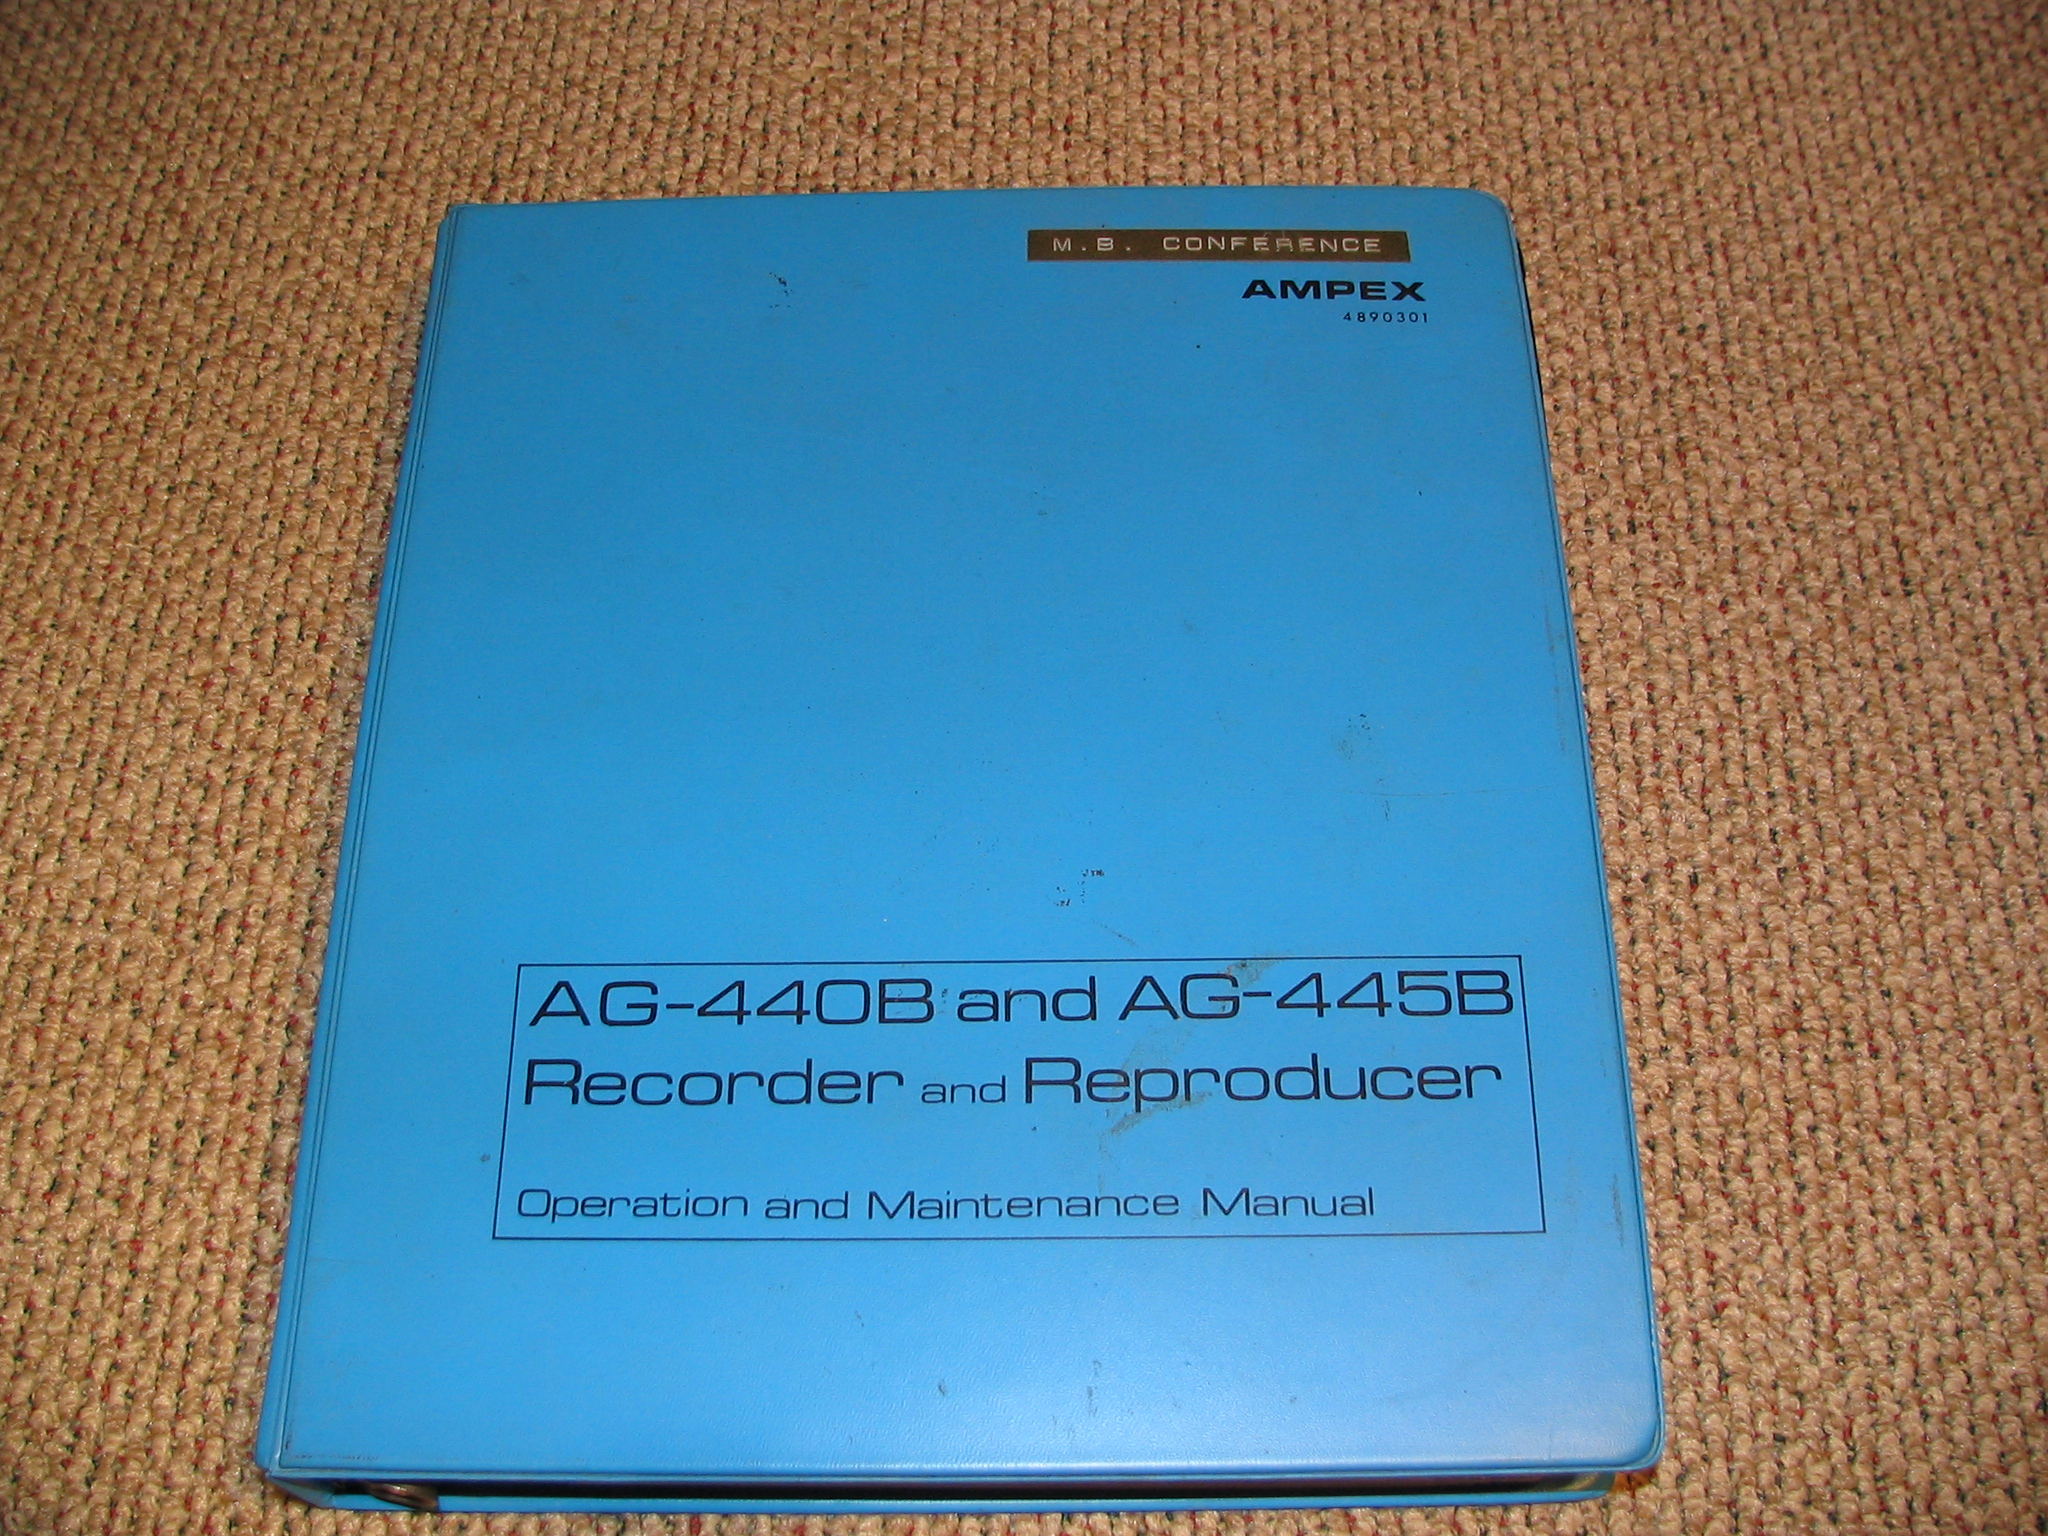 M.B. CONFERENCE
AMPEX
4890301
AG-440B and AG-445B
Recorder and Reproducer
Operation and Maintenance Manual